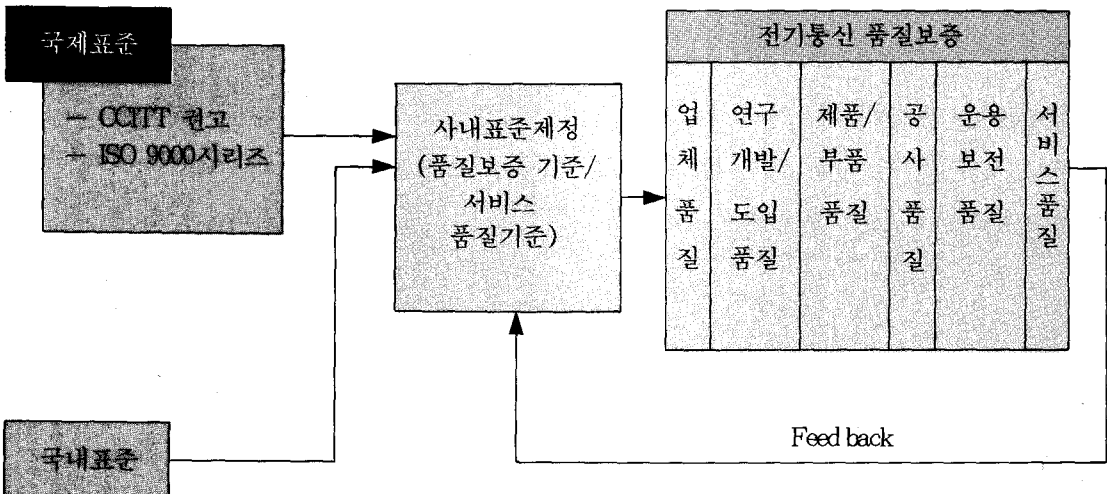 국제표준
- CCITT 권고
- ISO 9000시리즈
국내표준
사내표준제정
(품질보증 기준/
서비스
품질기준)
전기통신 품질보증
업체품질
연구
개발/
도입
품질
제품/
부품
품질
공사품질
운용
보전
품질
서비스품질
Feed back